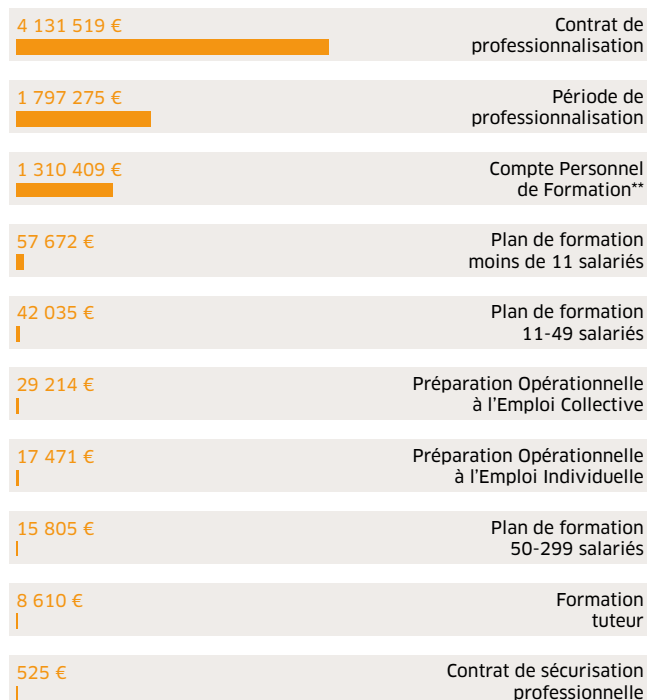 4 131 519 €
Contrat de
professionnalisation
1 797 275 €
Période de
professionnalisation
1 310 409 €
Compte Personnel
de Formation**
57 672 €
Plan de formation
moins de 11 salariés
42 035 €
Plan de formation
11-49 salariés
29 214 €
Préparation Opérationnelle
à l'Emploi Collective
17 471 €
Préparation Opérationnelle
à l'Emploi Individuelle
15 805 €
Plan de formation
50-299 salariés
8 610 €
Formation
tuteur
525 €
Contrat de sécurisation
professionnelle